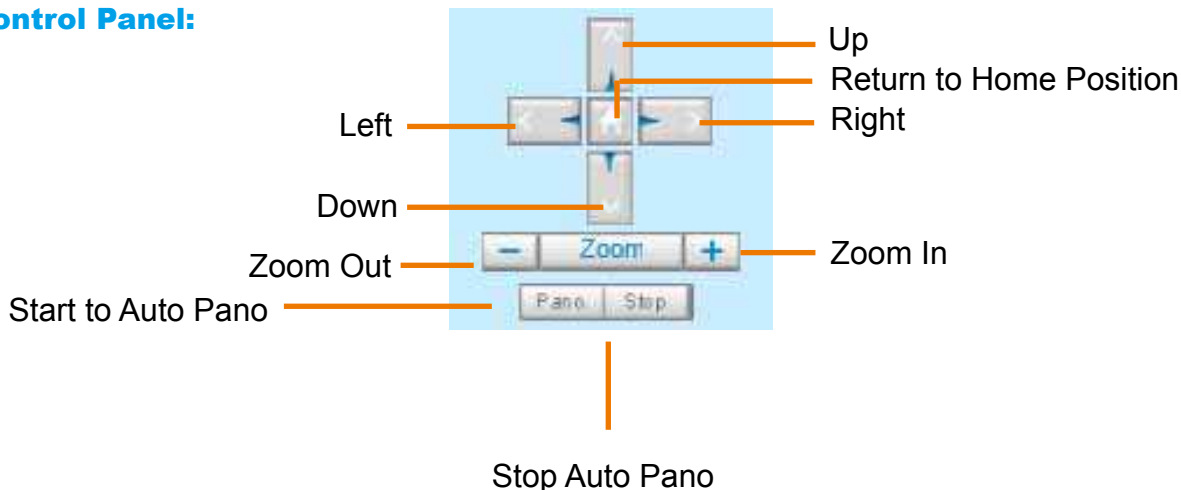 ontrol Panel:
Up
Return to Home Position
Left
Right
Down
Zoom
Zoom Out
Zoom In
Pano Stop
Start to Auto Pano
Stop Auto Pano